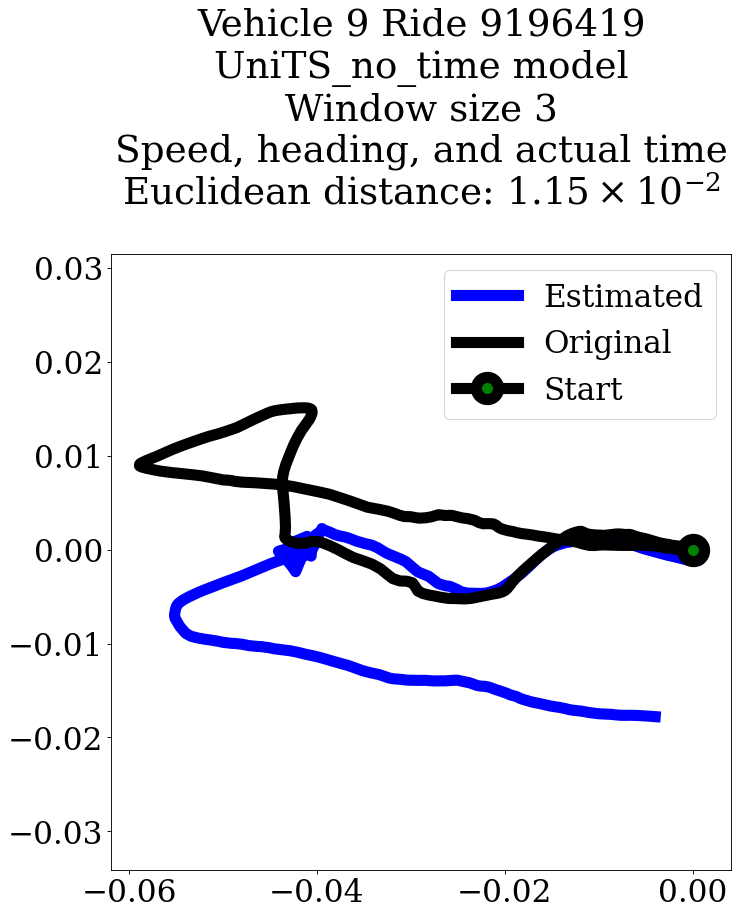 Vehicle 9 Ride 9196419
UniTS_no_time model
Window size 3
Speed, heading, and actual time
Euclidean distance: 1.15 × 10⁻²
Estimated
Original
Start
0.03
0.02
0.01
0.00
−0.01
−0.02
−0.03
−0.06
−0.04
−0.02
0.00